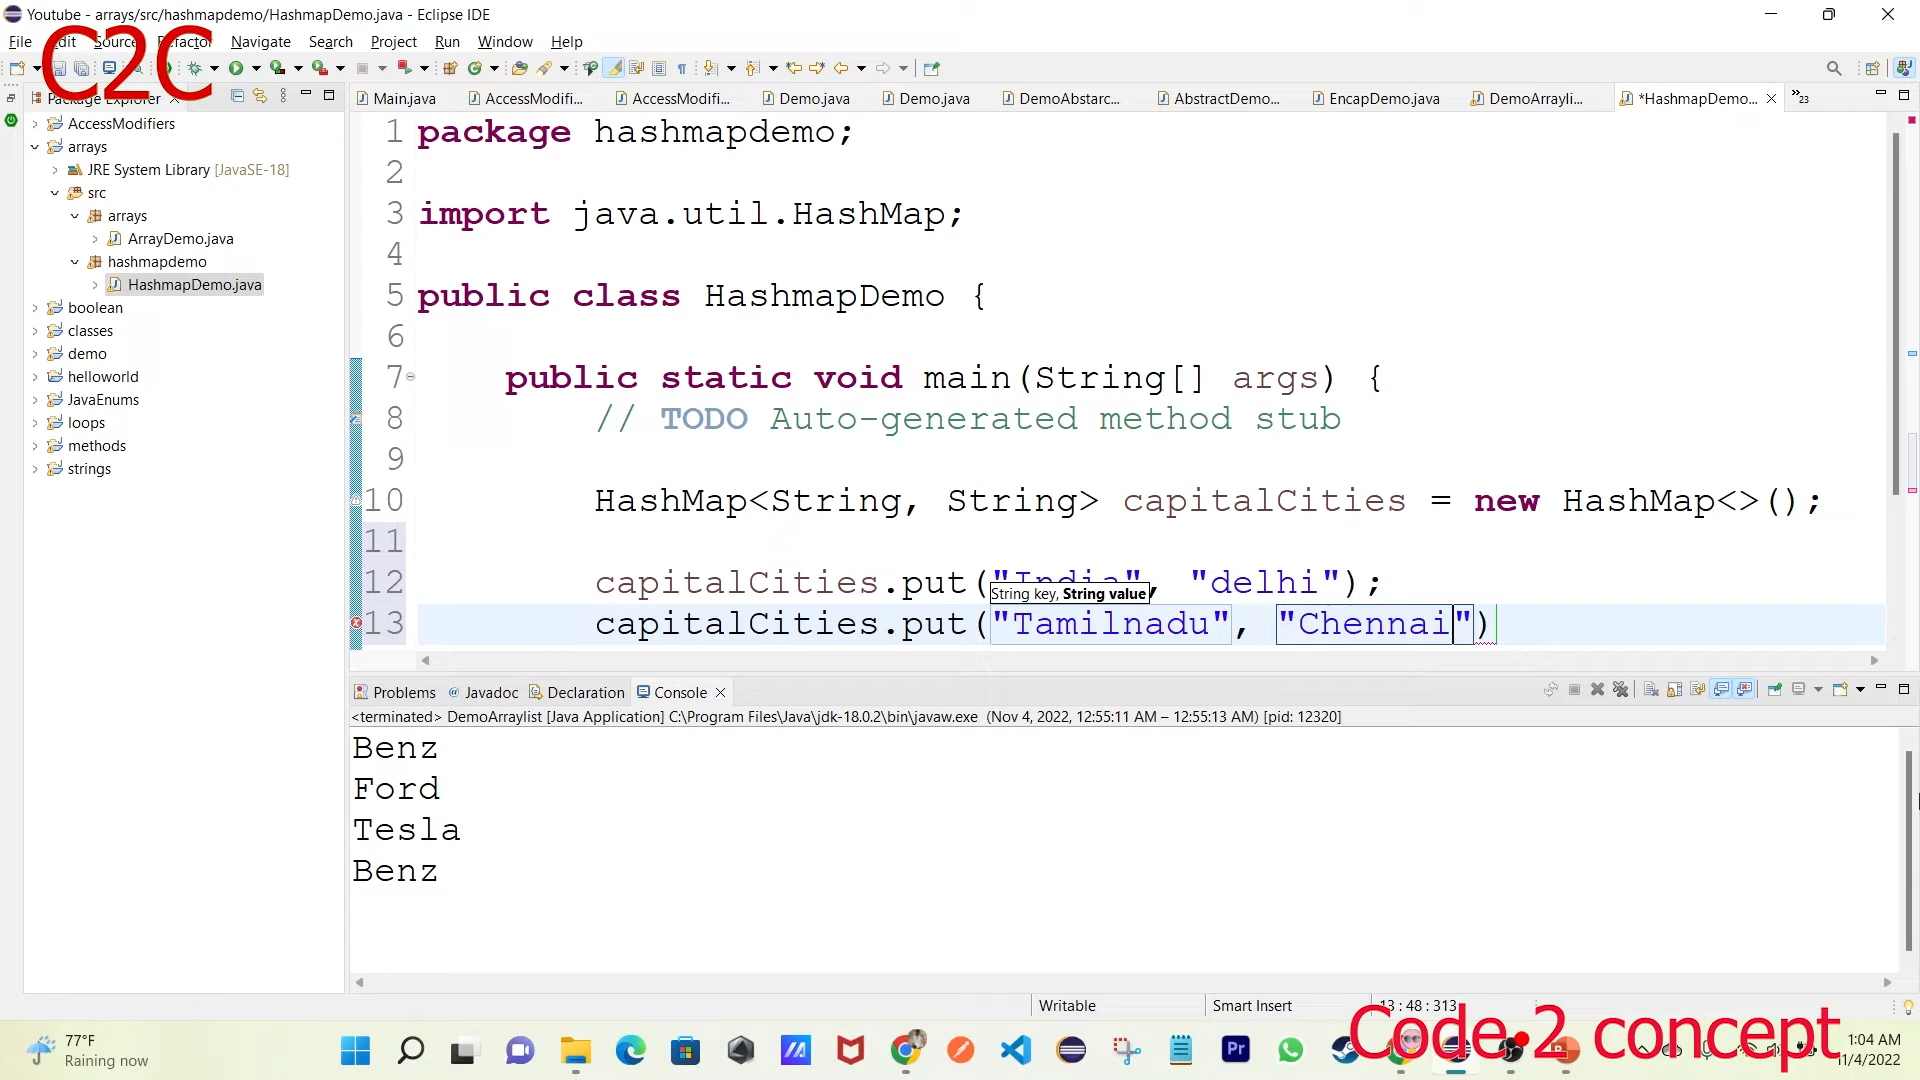 Youtube - arrays/src/hashmapdemo/HashmapDemo.java - Eclipse IDE
File Edit Source Refactor Navigate Search Project Run Window Help
C2C
Package Explorer
Main.java AccessModifi... AccessModifi... Demo.java Demo.java DemoAbstarc... AbstractDemo... EncapDemo.java DemoArrayli... *HashmapDemo... »23
AccessModifiers
arrays
JRE System Library [JavaSE-18]
src
arrays
ArrayDemo.java
hashmapdemo
HashmapDemo.java
boolean
classes
demo
helloworld
JavaEnums
loops
methods
strings
1 package hashmapdemo;
2
3 import java.util.HashMap;
4
5 public class HashmapDemo {
6
7 public static void main(String[] args) {
8 // TODO Auto-generated method stub
9
10 HashMap<String, String> capitalCities = new HashMap<>();
11
12 capitalCities.put("India", "delhi");
String key, String value
13 capitalCities.put("Tamilnadu", "Chennai")
Problems Javadoc Declaration Console
<terminated> DemoArraylist [Java Application] C:\Program Files\Java\jdk-18.0.2\bin\javaw.exe (Nov 4, 2022, 12:55:11 AM – 12:55:13 AM) [pid: 12320]
Benz
Ford
Tesla
Benz
Writable Smart Insert 13 : 48 : 313
Code 2 concept
77°F
Raining now
Pr
1:04 AM
11/4/2022